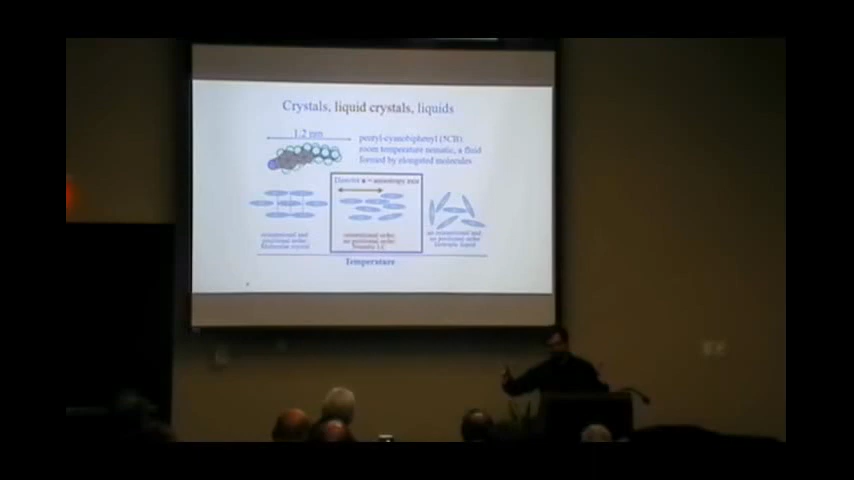 Crystals, liquid crystals, liquids
1.2 nm
pentyl-cyanobiphenyl (5CB):
room temperature nematic, a fluid
formed by elongated molecules
Director n = anisotropy axis
orientational and
positional order:
Molecular crystal
orientational order,
no positional order:
Nematic LC
no orientational and
no positional order:
Isotropic liquid
Temperature